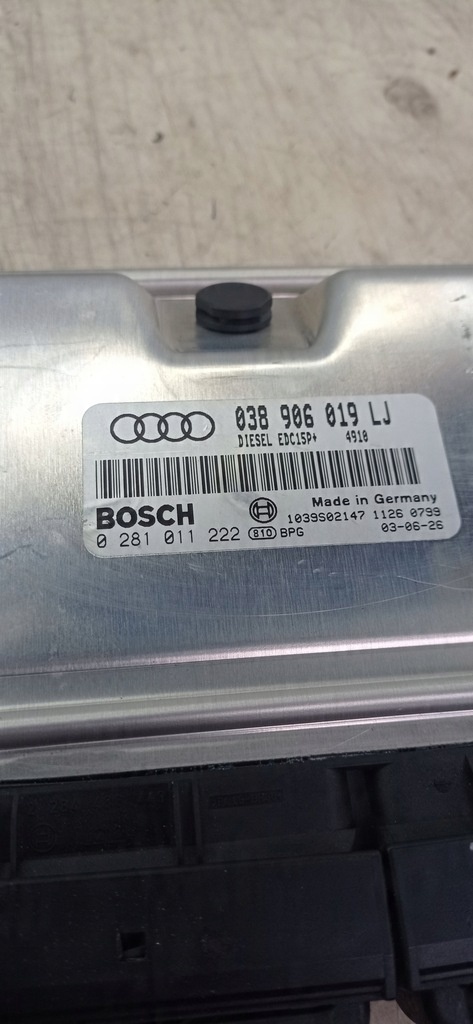 038 906 019 LJ
DIESEL EDC15P+ 4910
BOSCH
Made in Germany
1039S02147 1126 0799
0 281 011 222 810 BPG
03-06-26